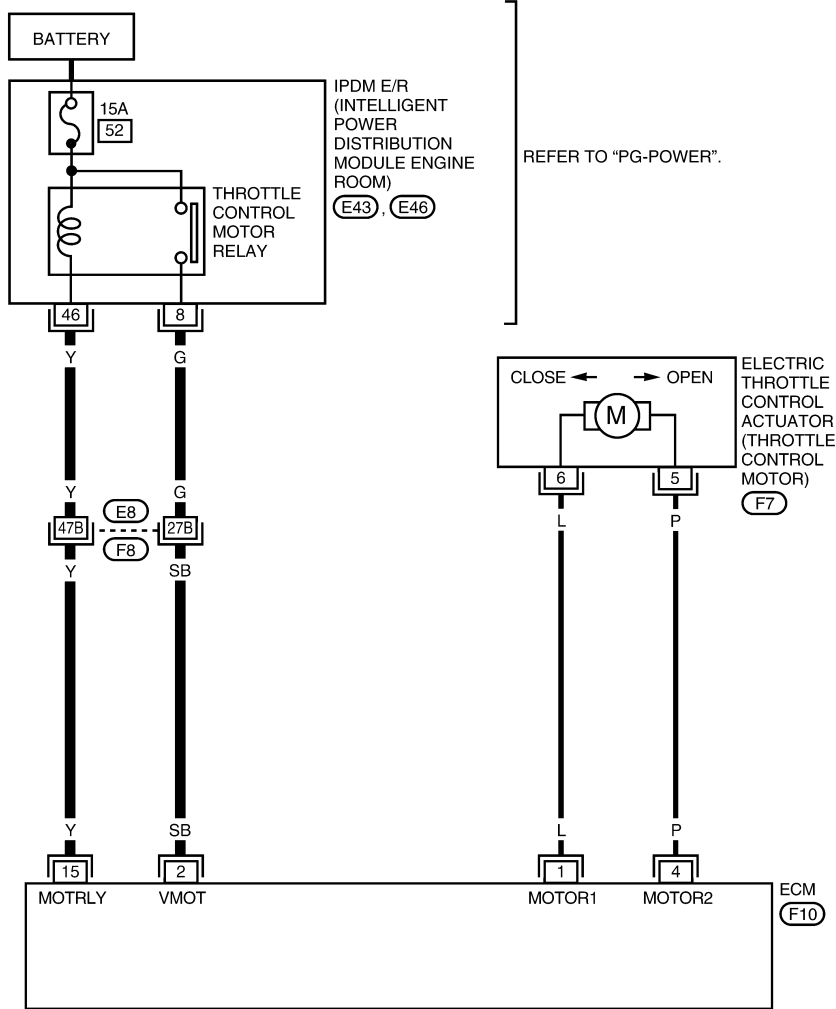 BATTERY
15A
52
IPDM E/R
(INTELLIGENT
POWER
DISTRIBUTION
MODULE ENGINE
ROOM)
E43 , E46
REFER TO “PG-POWER”.
THROTTLE
CONTROL
MOTOR
RELAY
46 8
Y G
ELECTRIC
THROTTLE
CONTROL
ACTUATOR
(THROTTLE
CONTROL
MOTOR)
F7
CLOSE OPEN
M
6 5
Y G
L P
47B E8 27B
F8
Y SB
Y SB L P
15 2 1 4
MOTRLY VMOT MOTOR1 MOTOR2
ECM
F10